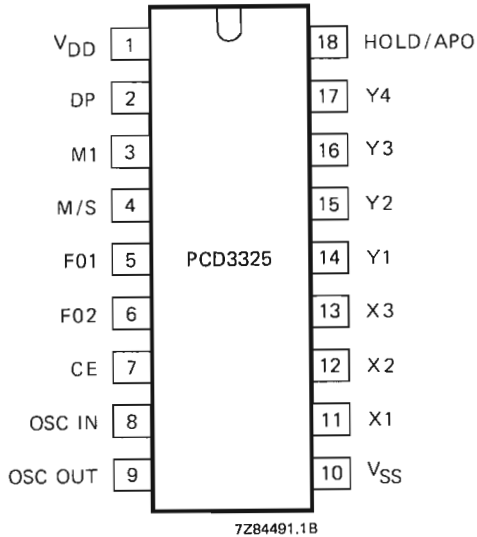 VDD 1 18 HOLD/APO
DP 2 17 Y4
M1 3 16 Y3
M/S 4 15 Y2
F01 5 PCD3325 14 Y1
F02 6 13 X3
CE 7 12 X2
OSC IN 8 11 X1
OSC OUT 9 10 VSS
7Z84491.1B